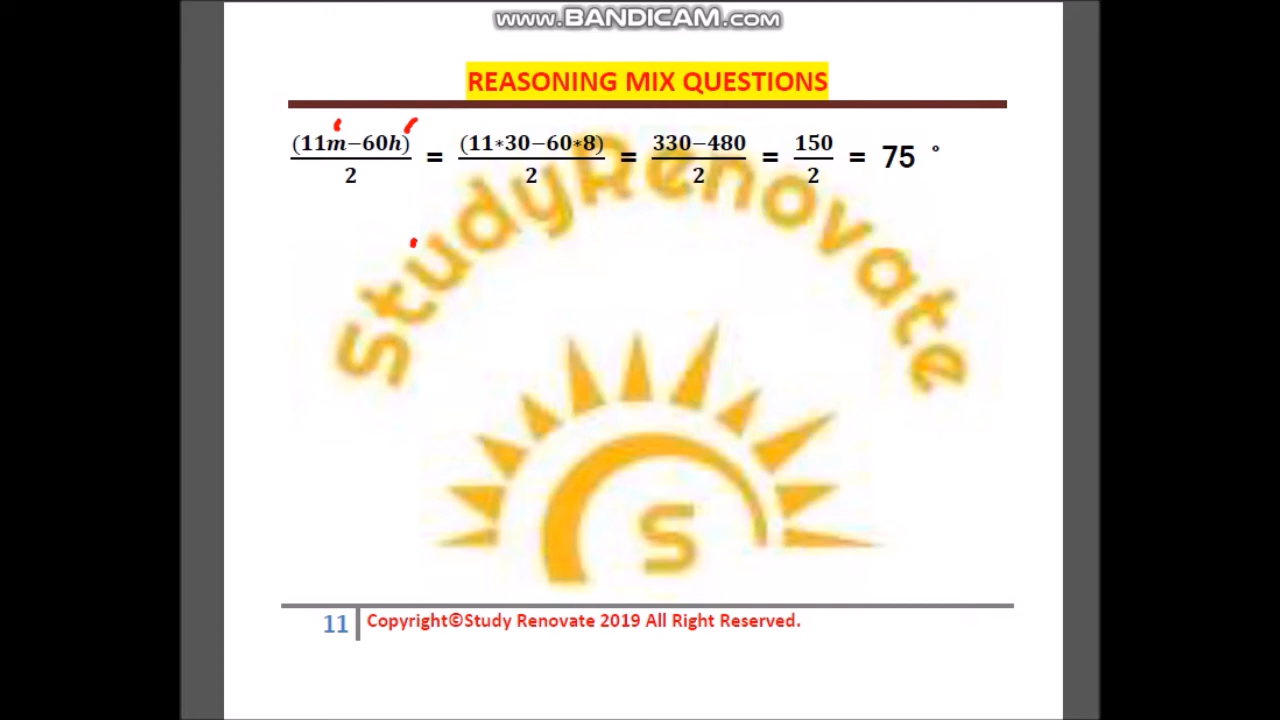 www.BANDICAM.com
REASONING MIX QUESTIONS
(11m−60h)/2 = (11*30−60*8)/2 = 330−480/2 = 150/2 = 75 °
StudyRenovate
S
11 Copyright©Study Renovate 2019 All Right Reserved.